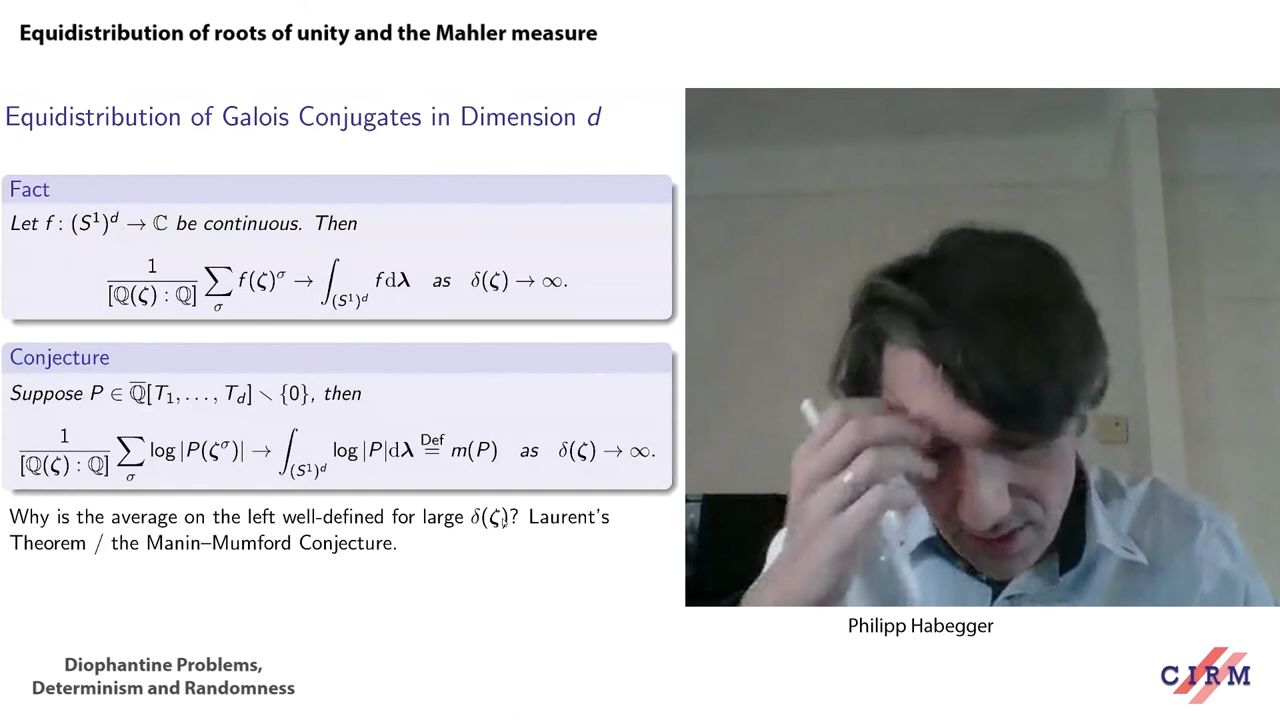 Equidistribution of roots of unity and the Mahler measure
Equidistribution of Galois Conjugates in Dimension d
Fact
Let f : (S¹)ᵈ → ℂ be continuous. Then
1/[ℚ(ζ) : ℚ] ∑_σ f(ζ)^σ → ∫_{(S¹)ᵈ} f dλ as δ(ζ) → ∞.
Conjecture
Suppose P ∈ ℚ̅[T₁, …, T_d] ∖ {0}, then
1/[ℚ(ζ) : ℚ] ∑_σ log|P(ζ^σ)| → ∫_{(S¹)ᵈ} log|P|dλ ≝ m(P) as δ(ζ) → ∞.
Why is the average on the left well-defined for large δ(ζ)? Laurent's
Theorem / the Manin–Mumford Conjecture.
Philipp Habegger
Diophantine Problems,
Determinism and Randomness
CIRM